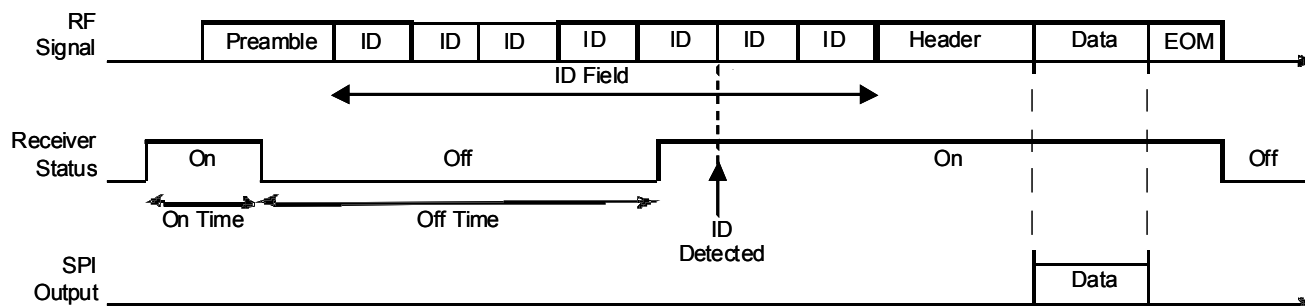 RF
Signal
Preamble ID ID ID ID ID ID ID Header Data EOM
ID Field
Receiver
Status
On Off On Off
On Time Off Time
ID
Detected
SPI
Output
Data